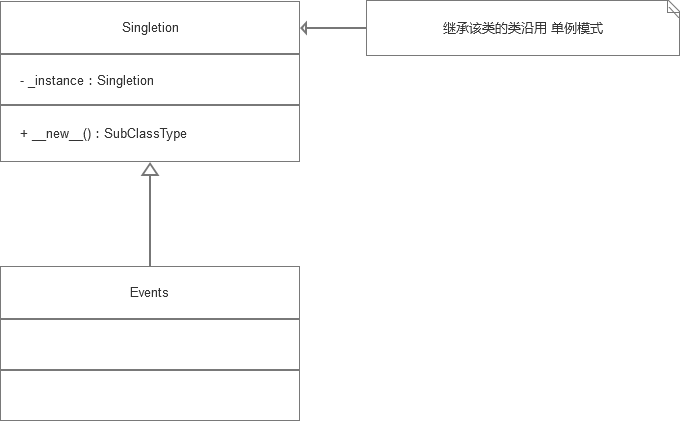 Singletion
继承该类的类沿用 单例模式
- _instance：Singletion
+ __new__()：SubClassType
Events